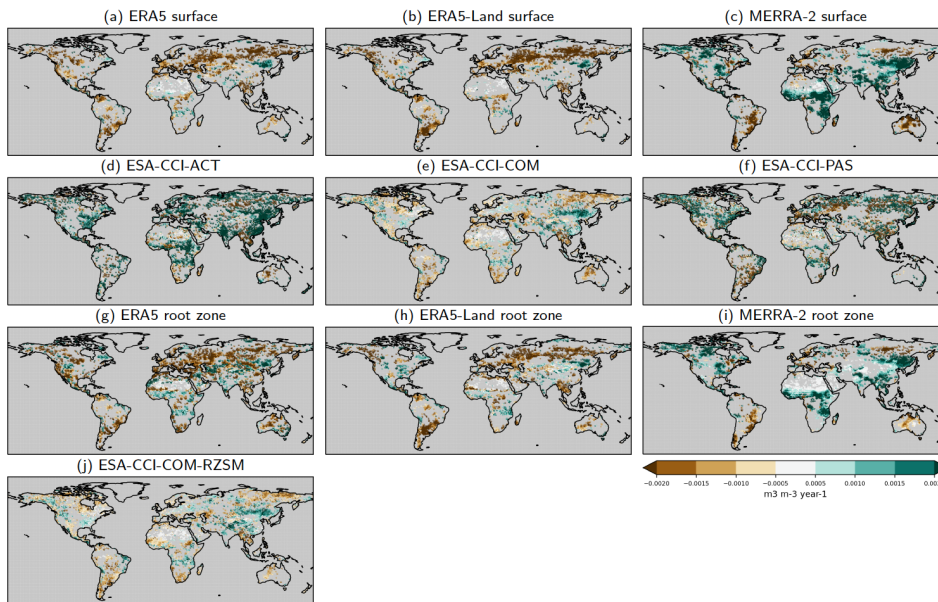 (a) ERA5 surface
(b) ERA5-Land surface
(c) MERRA-2 surface
(d) ESA-CCI-ACT
(e) ESA-CCI-COM
(f) ESA-CCI-PAS
(g) ERA5 root zone
(h) ERA5-Land root zone
(i) MERRA-2 root zone
(j) ESA-CCI-COM-RZSM
−0.0020 −0.0015 −0.0010 −0.0005 0.0005 0.0010 0.0015
m3 m-3 year-1